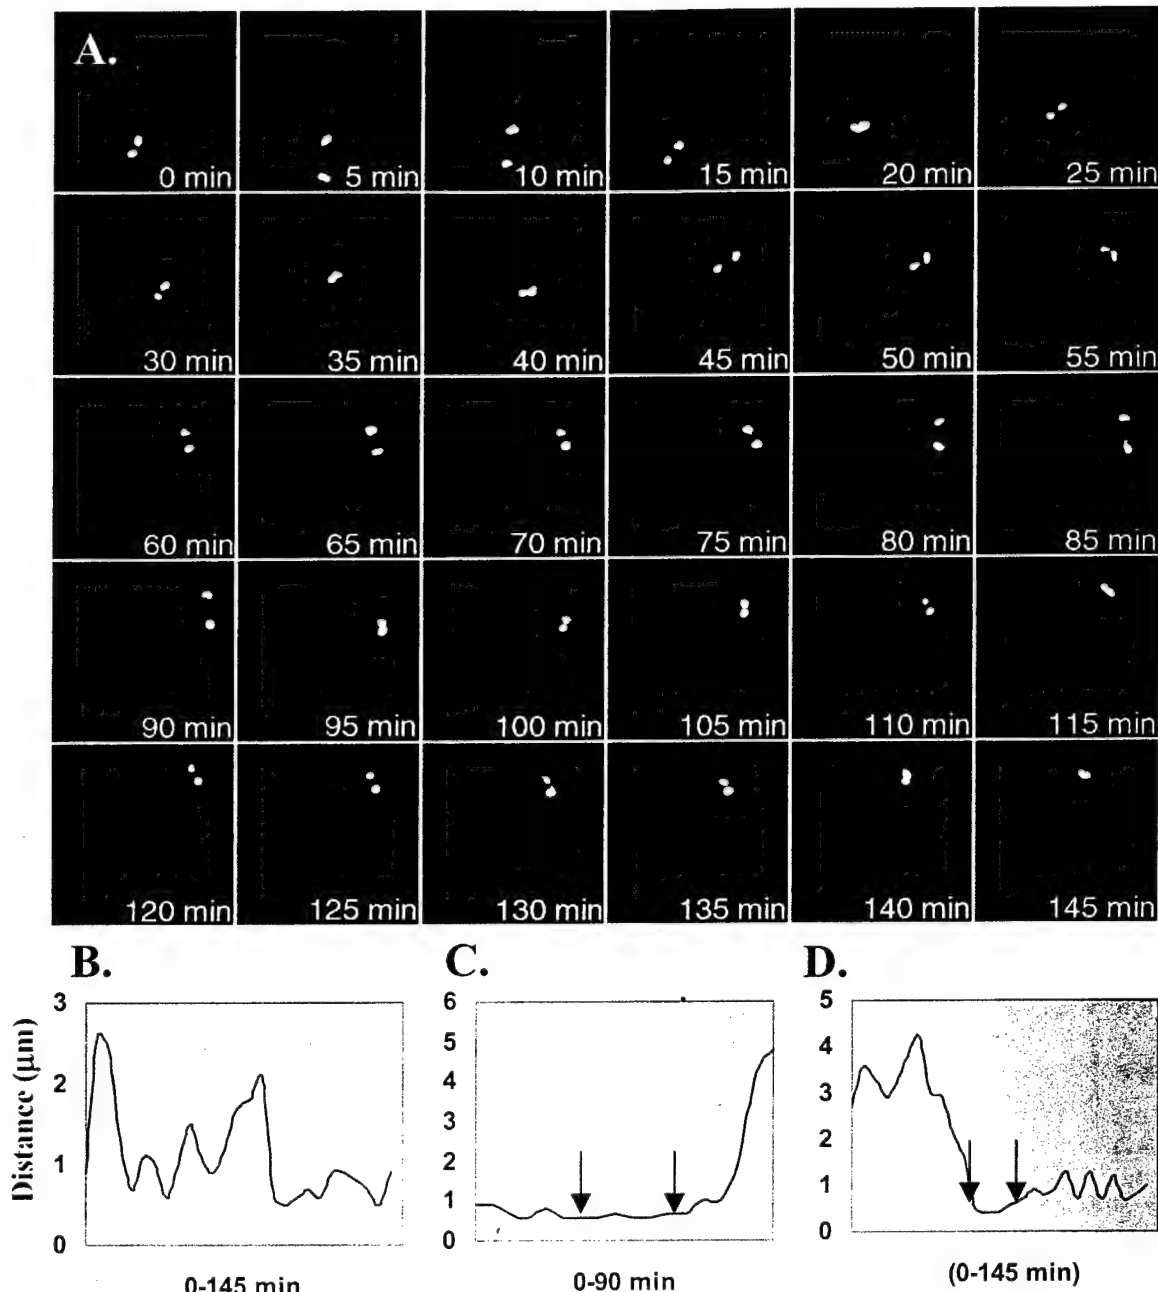 A.
0 min 5 min 10 min 15 min 20 min 25 min
30 min 35 min 40 min 45 min 50 min 55 min
60 min 65 min 70 min 75 min 80 min 85 min
90 min 95 min 100 min 105 min 110 min 115 min
120 min 125 min 130 min 135 min 140 min 145 min
B. C. D.
Distance (μm)
3
2
1
0
0-145 min
6
5
4
3
2
1
0
0-90 min
5
4
3
2
1
0
(0-145 min)